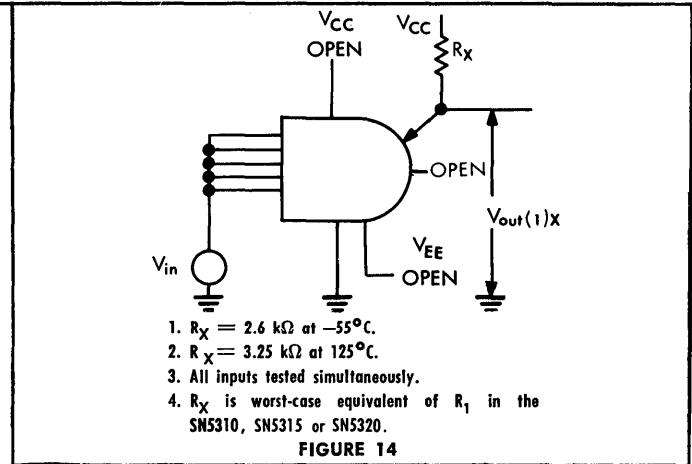 VCC
OPEN
VCC
RX
OPEN
Vout(1)X
VEE
OPEN
Vin
1. RX = 2.6 kΩ at –55°C.
2. RX = 3.25 kΩ at 125°C.
3. All inputs tested simultaneously.
4. RX is worst-case equivalent of R1 in the
SN5310, SN5315 or SN5320.
FIGURE 14